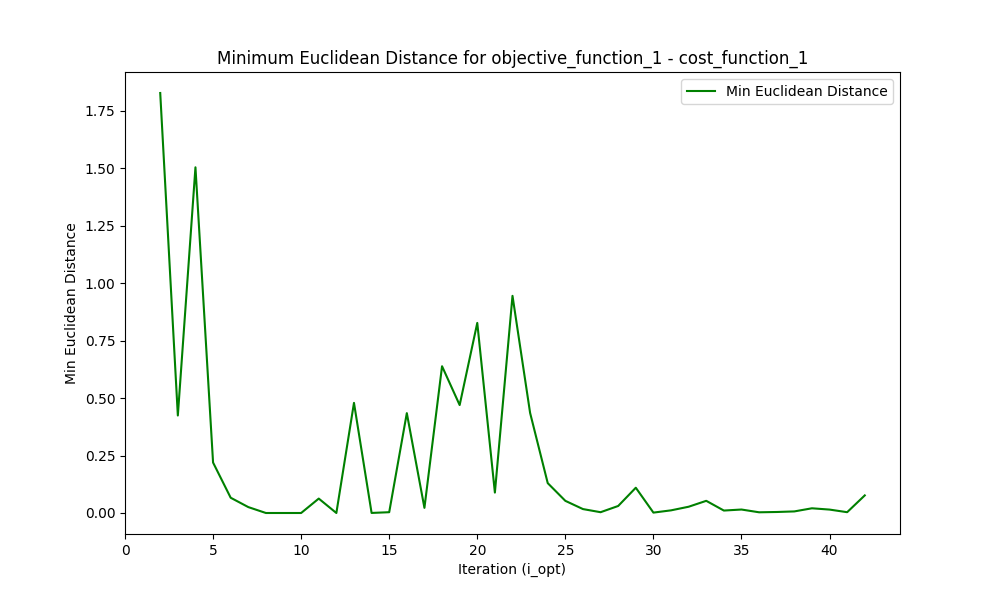 Minimum Euclidean Distance for objective_function_1 - cost_function_1
Min Euclidean Distance
1.75
1.50
1.25
1.00
0.75
0.50
0.25
0.00
Min Euclidean Distance
0 5 10 15 20 25 30 35 40
Iteration (i_opt)